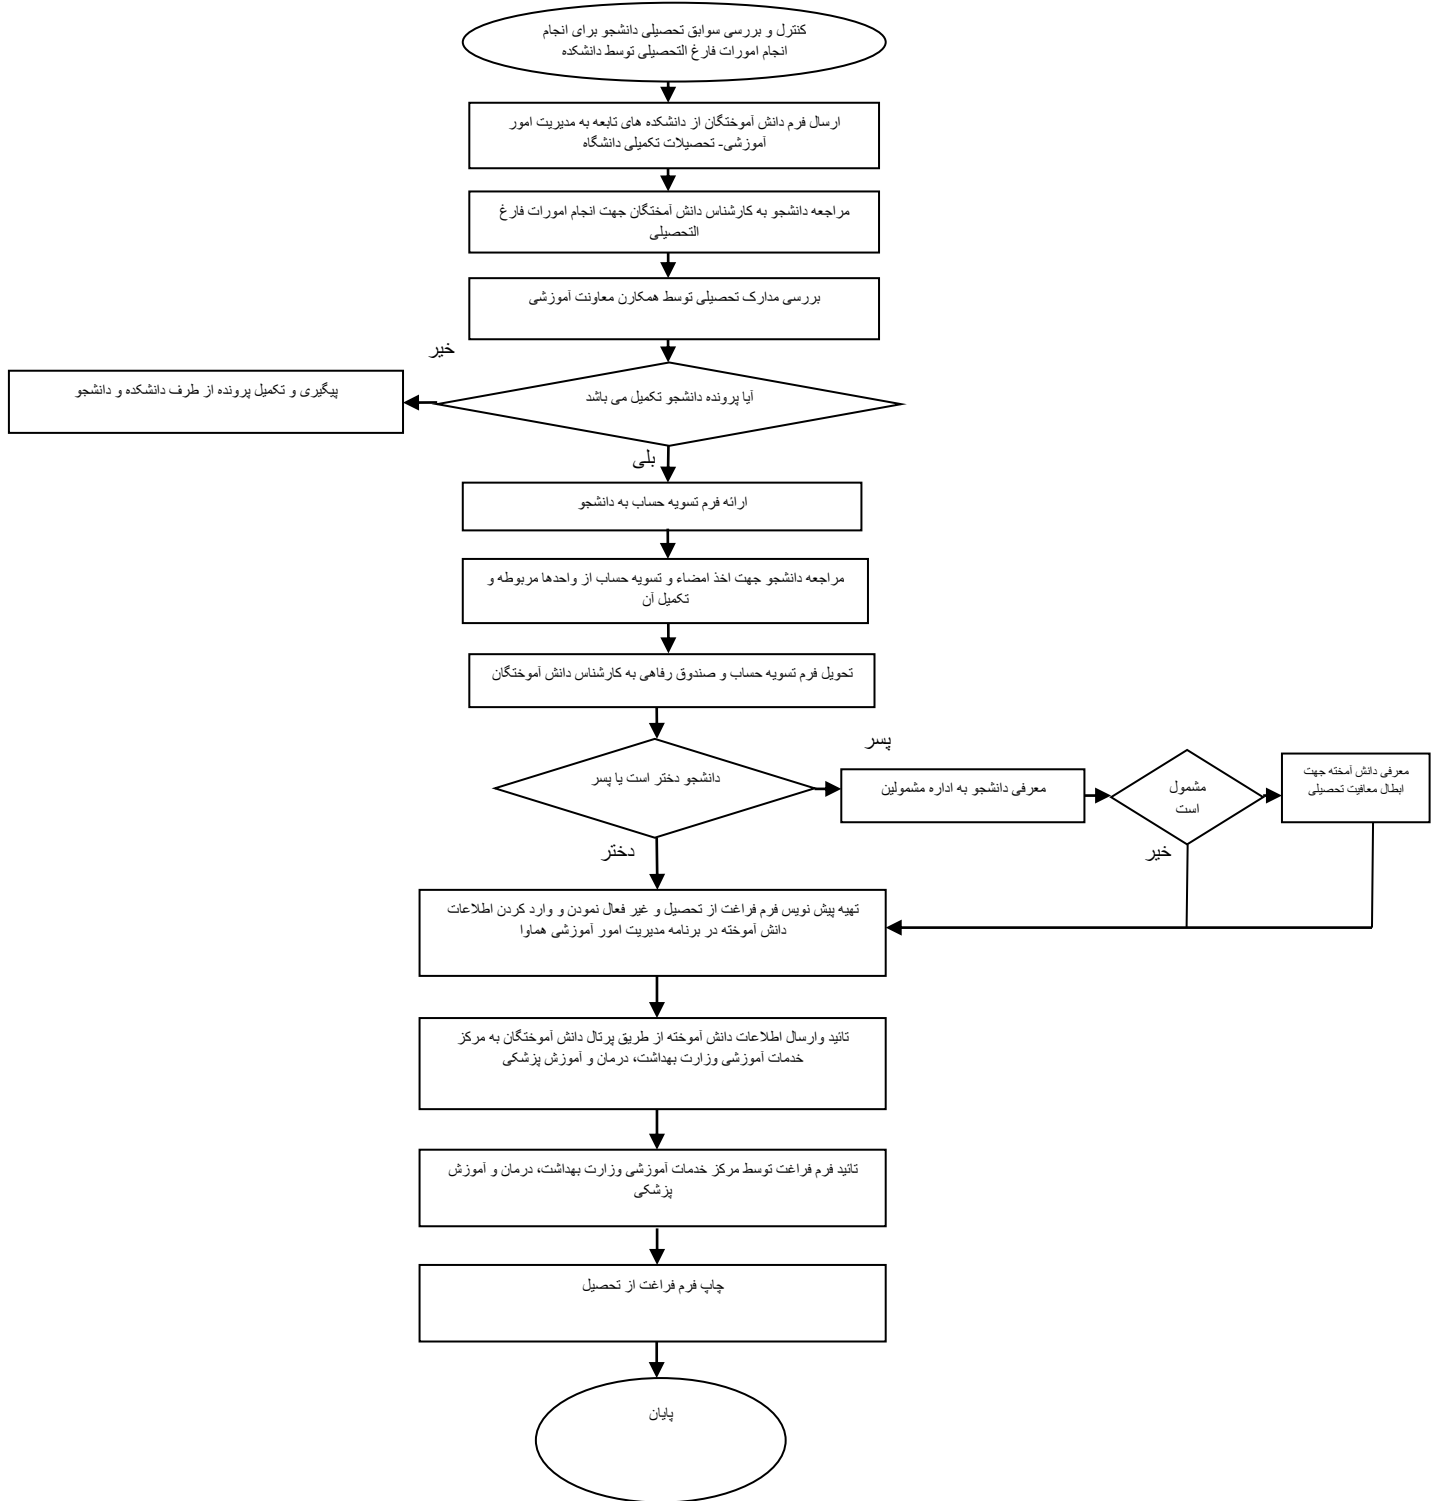 کنترل و بررسی سوابق تحصیلی دانشجو برای انجام
انجام امورات فارغ التحصیلی توسط دانشکده
ارسال فرم دانش آموختگان از دانشکده های تابعه به مدیریت امور
آموزشی- تحصیلات تکمیلی دانشگاه
مراجعه دانشجو به کارشناس دانش آمختگان جهت انجام امورات فارغ
التحصیلی
بررسی مدارک تحصیلی توسط همکارن معاونت آموزشی
خیر
آیا پرونده دانشجو تکمیل می باشد
پیگیری و تکمیل پرونده از طرف دانشکده و دانشجو
بلی
ارائه فرم تسویه حساب به دانشجو
مراجعه دانشجو جهت اخذ امضاء و تسویه حساب از واحدها مربوطه و
تکمیل آن
تحویل فرم تسویه حساب و صندوق رفاهی به کارشناس دانش آموختگان
دانشجو دختر است یا پسر
پسر
معرفی دانشجو به اداره مشمولین
مشمول
است
معرفی دانش آمخته جهت
ابطال معافیت تحصیلی
دختر
خیر
تهیه پیش نویس فرم فراغت از تحصیل و غیر فعال نمودن و وارد کردن اطلاعات
دانش آموخته در برنامه مدیریت امور آموزشی هماوا
تائید وارسال اطلاعات دانش آموخته از طریق پرتال دانش آموختگان به مرکز
خدمات آموزشی وزارت بهداشت، درمان و آموزش پزشکی
تائید فرم فراغت توسط مرکز خدمات آموزشی وزارت بهداشت، درمان و آموزش
پزشکی
چاپ فرم فراغت از تحصیل
پایان